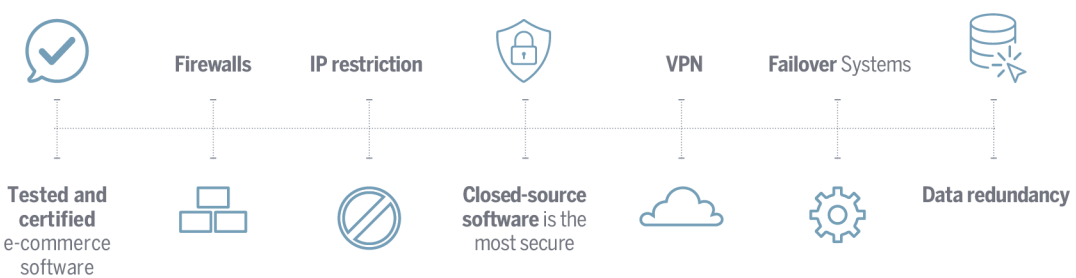 Firewalls
IP restriction
VPN
Failover Systems
Tested and
certified
e-commerce
software
Closed-source
software is the
most secure
Data redundancy